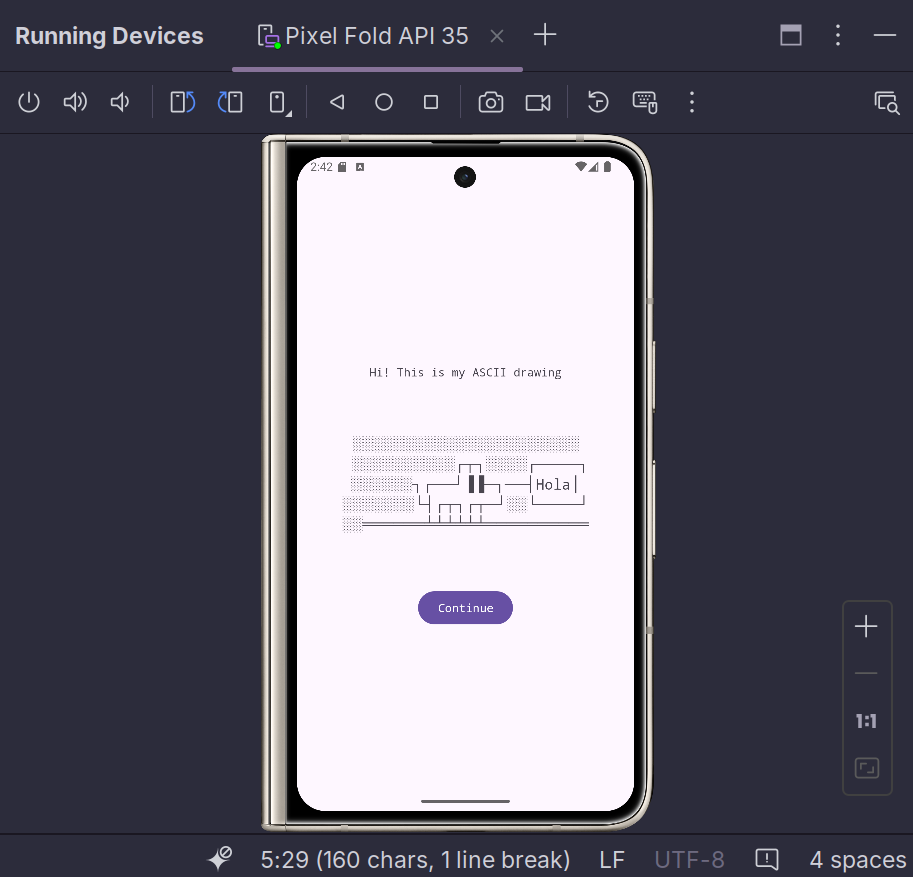 Running Devices
Pixel Fold API 35
2:42
Hi! This is my ASCII drawing
Hola
Continue
1:1
5:29 (160 chars, 1 line break)
LF
UTF-8
4 spaces